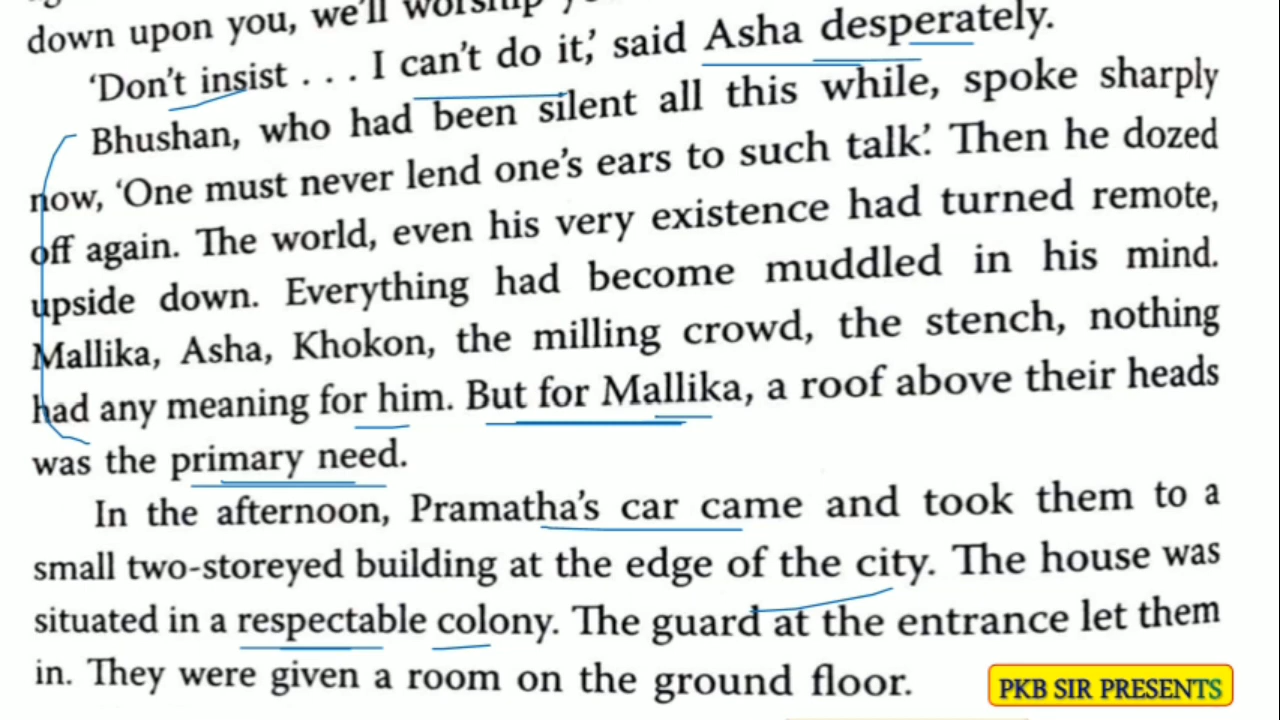 down upon you, we'll worship
'Don't insist . . . I can't do it,' said Asha desperately.
Bhushan, who had been silent all this while, spoke sharply
now, 'One must never lend one's ears to such talk'. Then he dozed
off again. The world, even his very existence had turned remote,
upside down. Everything had become muddled in his mind.
Mallika, Asha, Khokon, the milling crowd, the stench, nothing
had any meaning for him. But for Mallika, a roof above their heads
was the primary need.
In the afternoon, Pramatha's car came and took them to a
small two-storeyed building at the edge of the city. The house was
situated in a respectable colony. The guard at the entrance let them
in. They were given a room on the ground floor.
PKB SIR PRESENTS